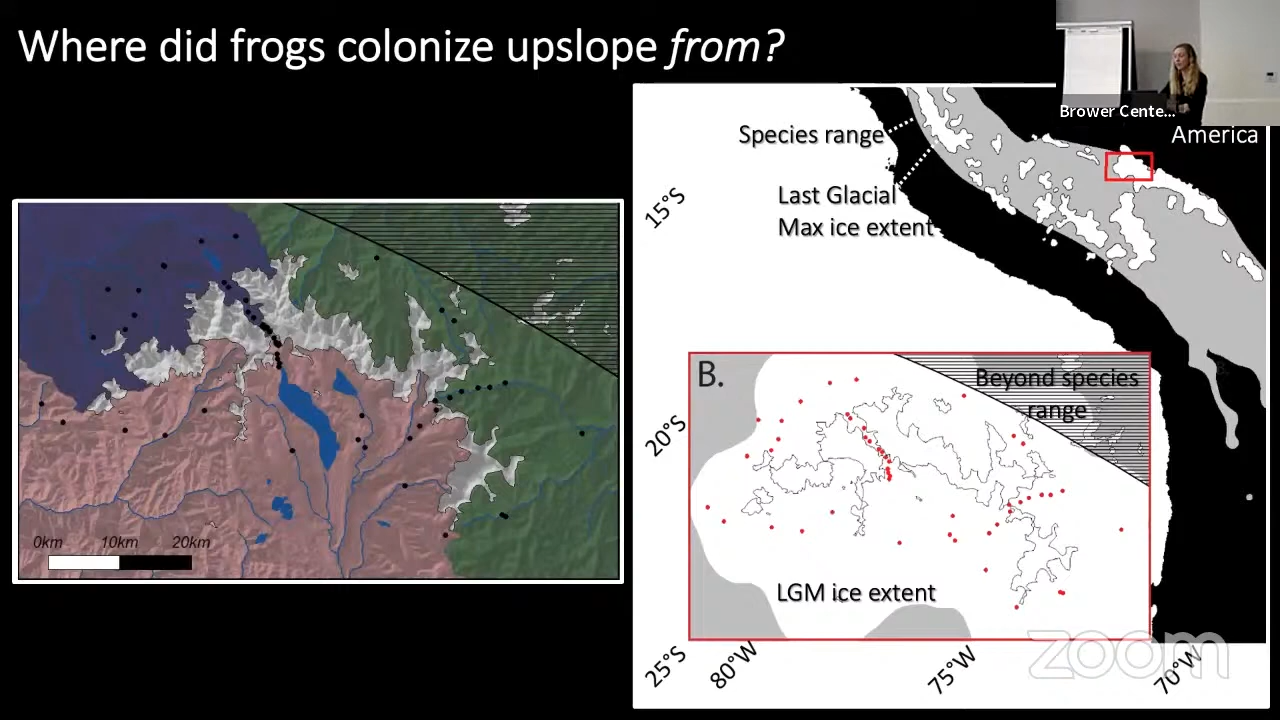 Where did frogs colonize upslope from?
Brower Cente...
America
Species range
Last Glacial
Max ice extent
15°S
B.
Beyond species
range
20°S
0km 10km 20km
LGM ice extent
zoom
25°S
80°W
75°W
70°W